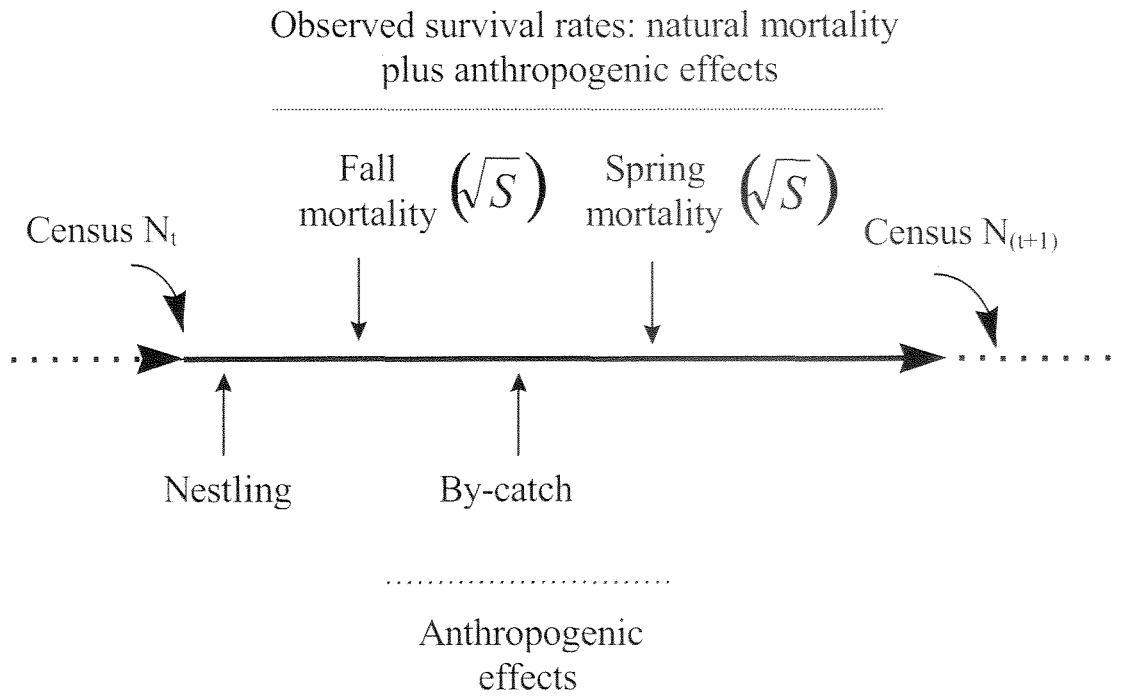 Observed survival rates: natural mortality
plus anthropogenic effects
Fall
mortality (√S)
Spring
mortality (√S)
Census Nt
Census N(t+1)
Nestling
By-catch
Anthropogenic
effects